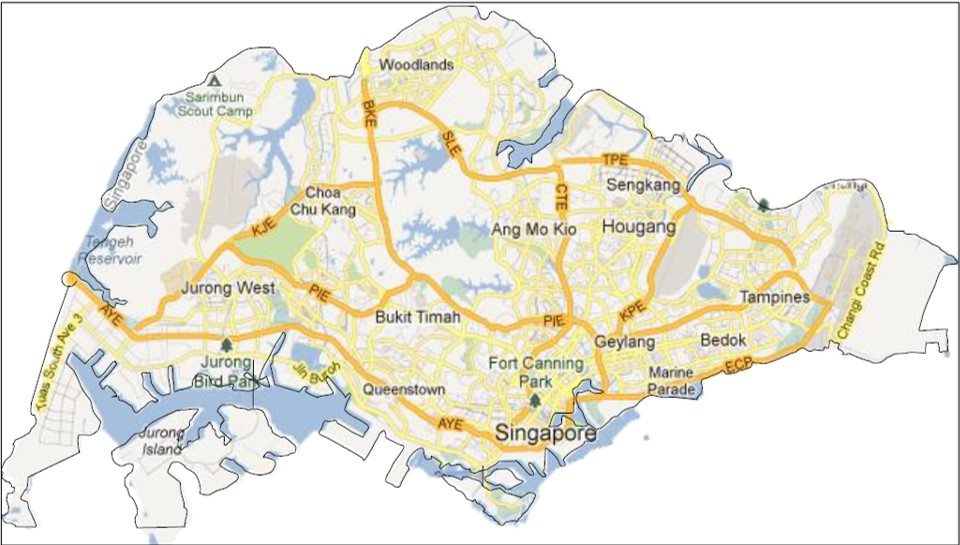 Woodlands
Sarimbun
Scout Camp
BKE
SLE
Singapore
TPE
Sengkang
CTE
Choa
Chu Kang
KJE
Ang Mo Kio
Hougang
Tengeh
Reservoir
Changi Coast Rd
Jurong West
PIE
Tampines
AYE
Bukit Timah
PIE
KPE
Geylang
Bedok
Tuas South Ave 3
Jurong
Bird Park
Jln Buroh
Fort Canning
Park
ECP
Marine
Parade
Queenstown
AYE
Singapore
Jurong
Island